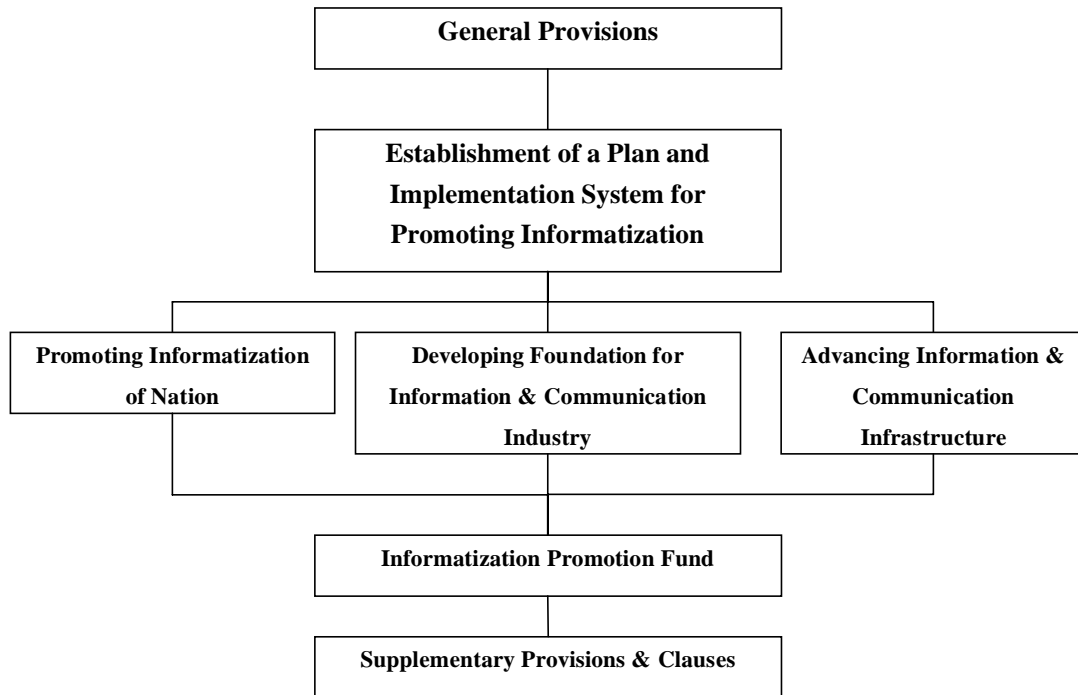 General Provisions
Establishment of a Plan and
Implementation System for
Promoting Informatization
Promoting Informatization
of Nation
Developing Foundation for
Information & Communication
Industry
Advancing Information &
Communication
Infrastructure
Informatization Promotion Fund
Supplementary Provisions & Clauses